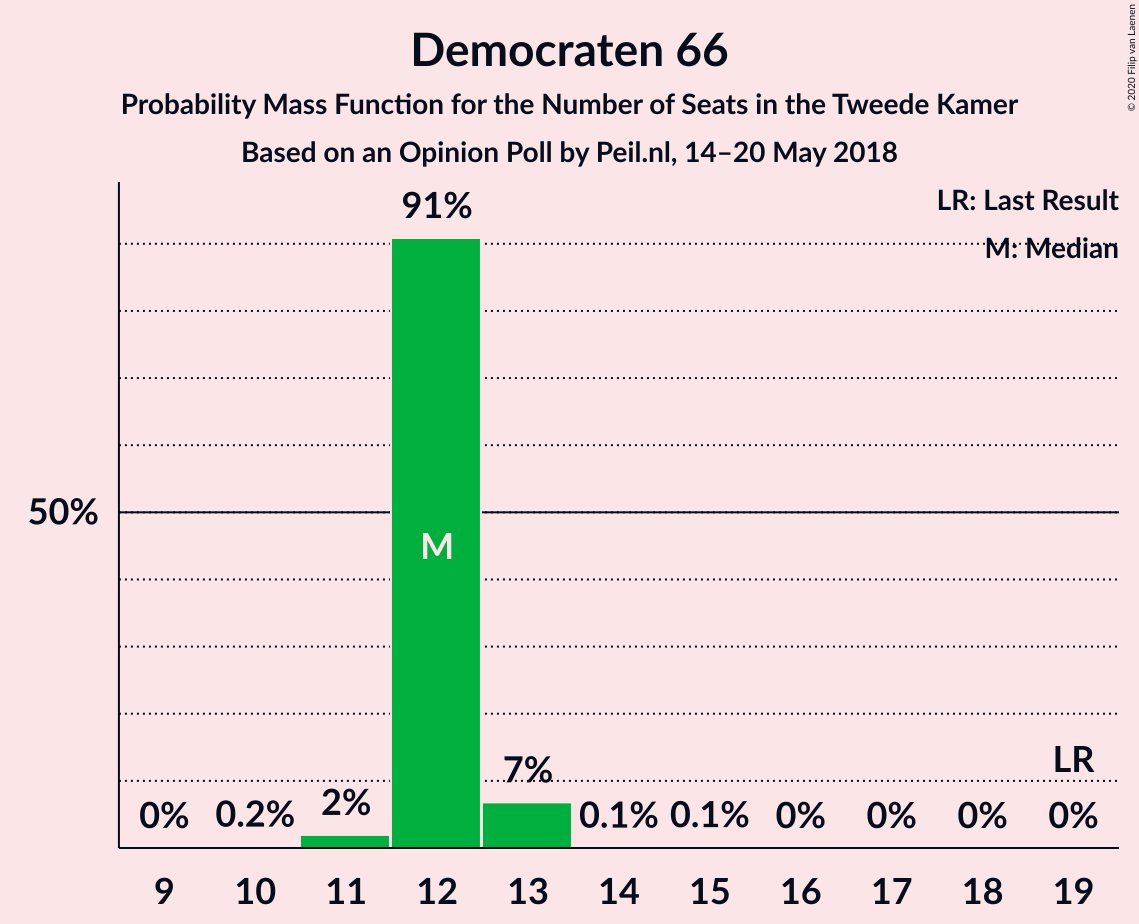 Democraten 66
Probability Mass Function for the Number of Seats in the Tweede Kamer
Based on an Opinion Poll by Peil.nl, 14–20 May 2018
© 2020 Filip van Laenen
LR: Last Result
M: Median
91%
50%
M
7%
LR
0% 0.2% 2% 0.1% 0.1% 0% 0% 0% 0%
9 10 11 12 13 14 15 16 17 18 19